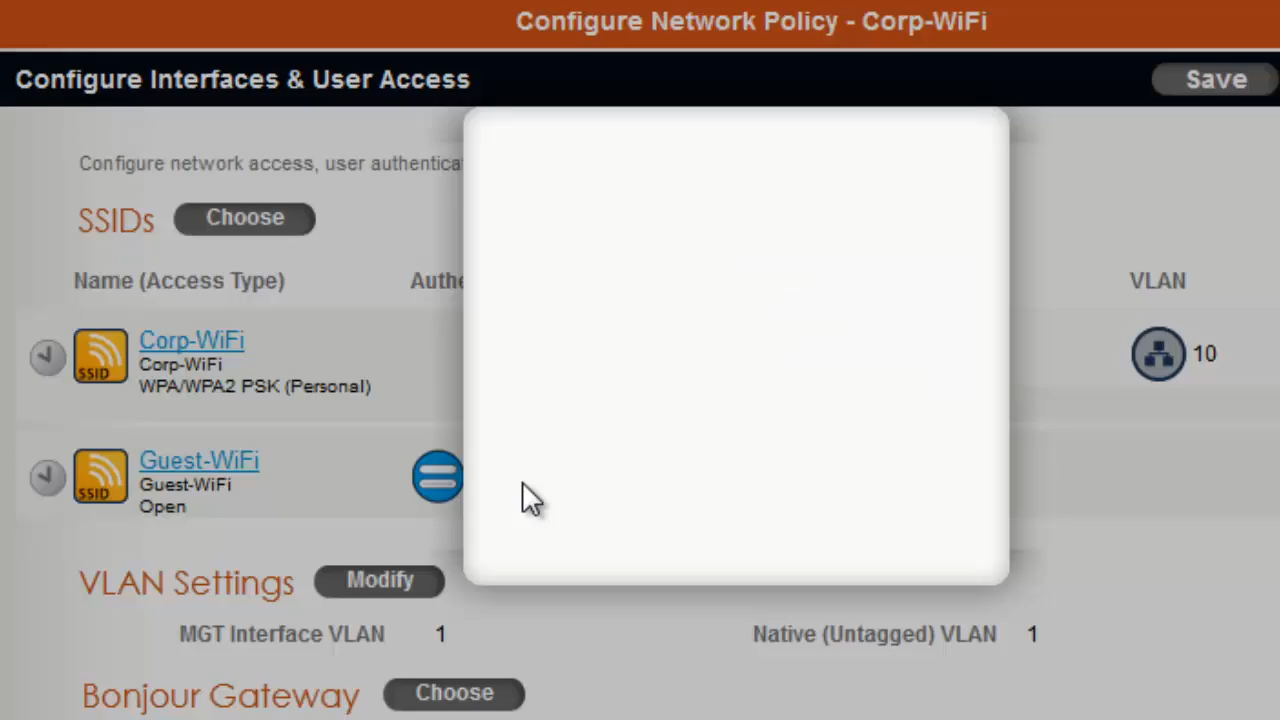 Configure Network Policy - Corp-WiFi
Configure Interfaces & User Access
Save
Configure network access, user authentica
SSIDs
Choose
Name (Access Type)
Authe
VLAN
SSID
Corp-WiFi
Corp-WiFi
WPA/WPA2 PSK (Personal)
10
SSID
Guest-WiFi
Guest-WiFi
Open
VLAN Settings
Modify
MGT Interface VLAN 1
Native (Untagged) VLAN 1
Bonjour Gateway
Choose